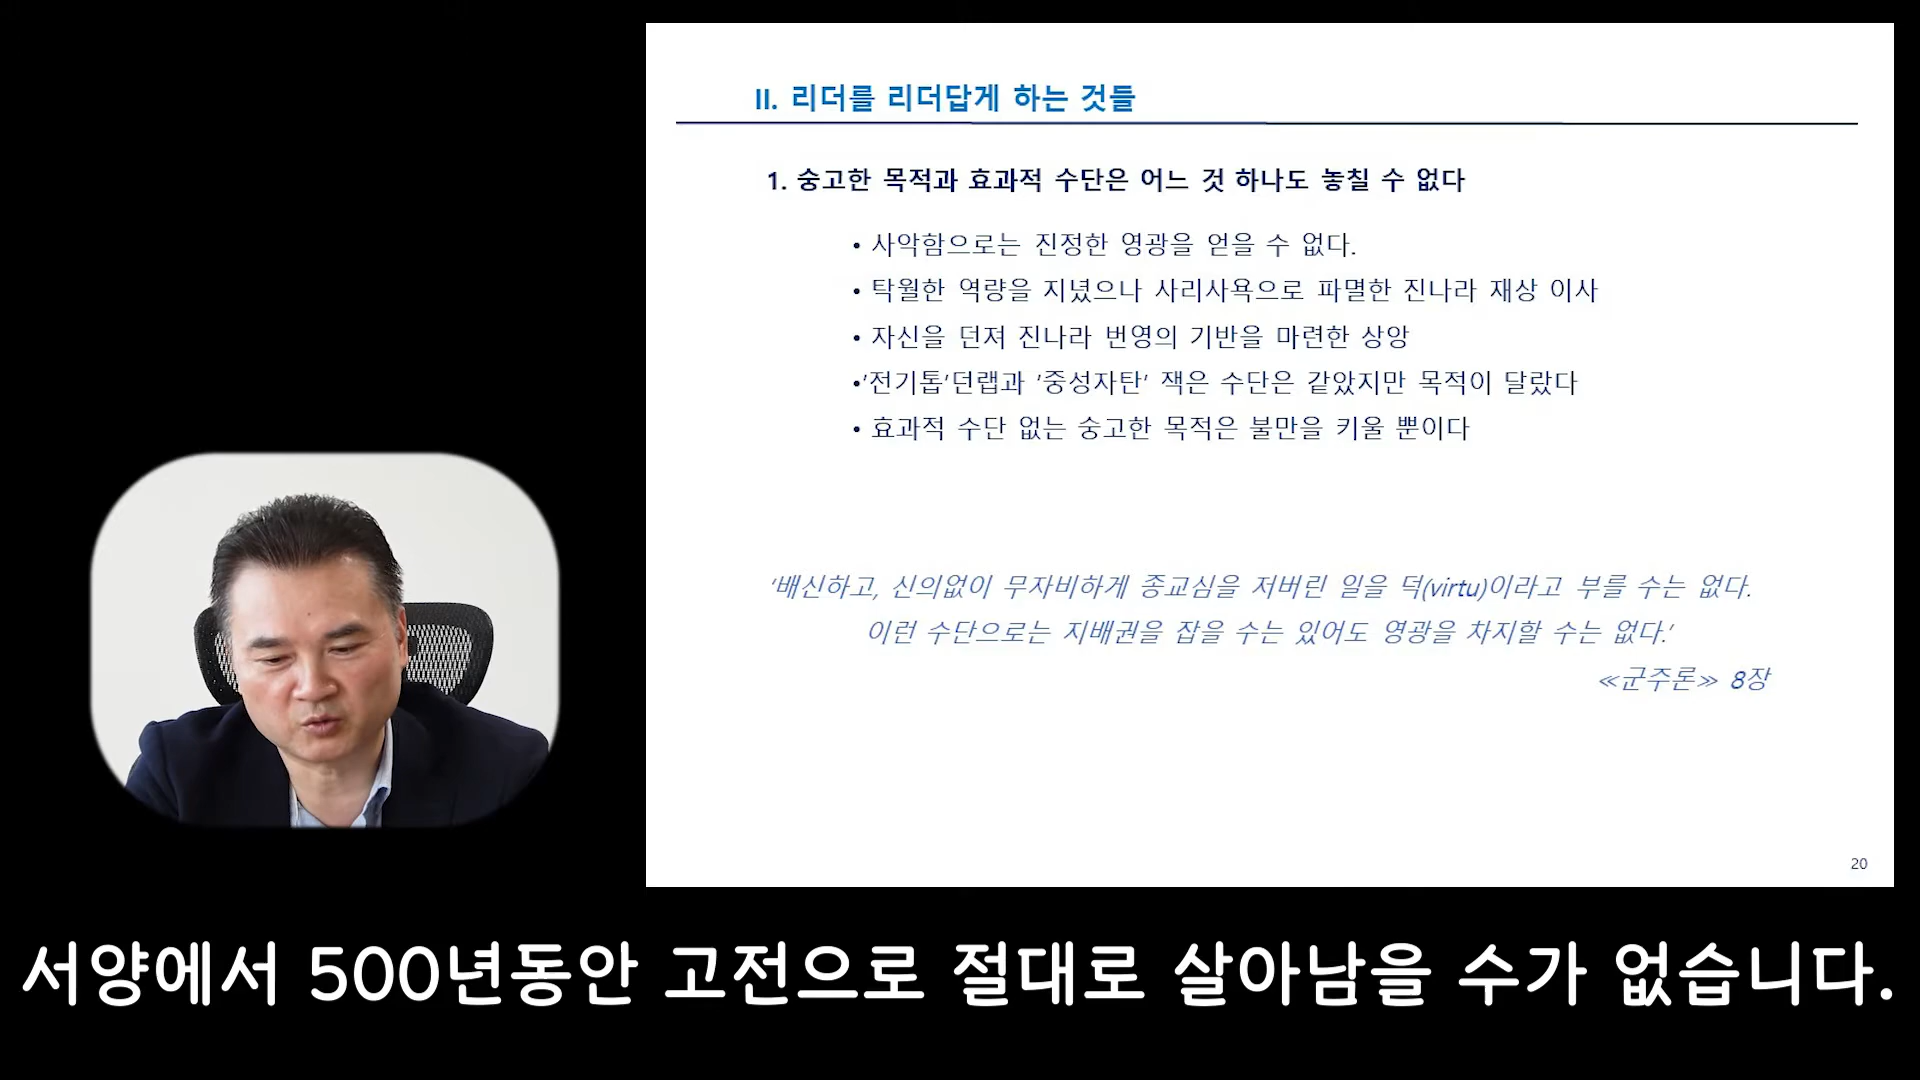 II. 리더를 리더답게 하는 것들
1. 숭고한 목적과 효과적 수단은 어느 것 하나도 놓칠 수 없다
• 사악함으로는 진정한 영광을 얻을 수 없다.
• 탁월한 역량을 지녔으나 사리사욕으로 파멸한 진나라 재상 이사
• 자신을 던져 진나라 번영의 기반을 마련한 상앙
•'전기톱'던랩과 '중성자탄' 잭은 수단은 같았지만 목적이 달랐다
• 효과적 수단 없는 숭고한 목적은 불만을 키울 뿐이다
'배신하고, 신의없이 무자비하게 종교심을 저버린 일을 덕(virtu)이라고 부를 수는 없다.
이런 수단으로는 지배권을 잡을 수는 있어도 영광을 차지할 수는 없다.'
≪군주론≫ 8장
20
서양에서 500년동안 고전으로 절대로 살아남을 수가 없습니다.